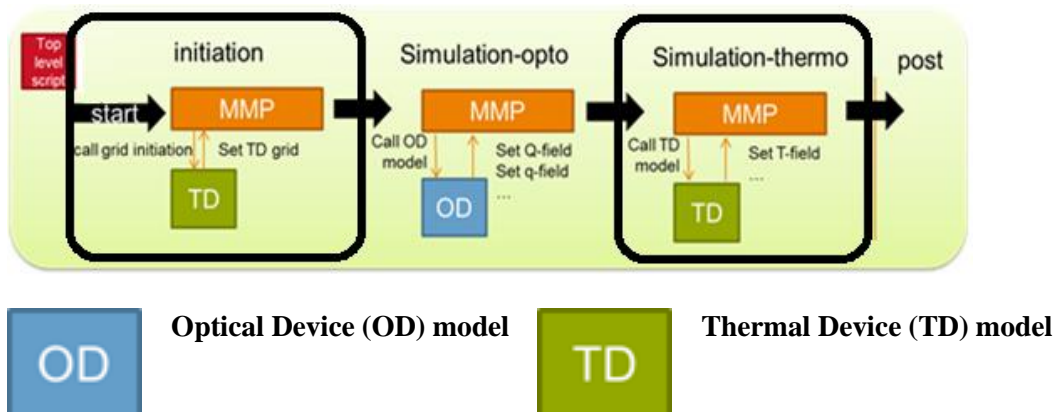 Top
level
script
initiation
Simulation-opto
Simulation-thermo
post
start
MMP
MMP
MMP
call grid initiation
Set TD grid
Call OD
model
Set Q-field
Set q-field
...
Call TD
model
Set T-field
...
TD
OD
TD
OD
Optical Device (OD) model
TD
Thermal Device (TD) model